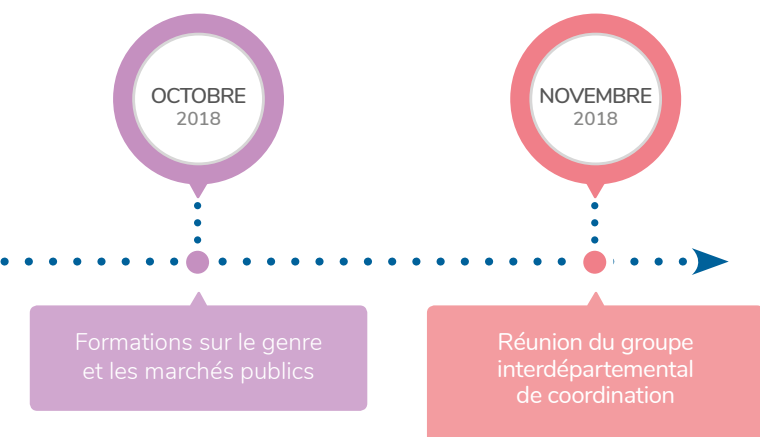 OCTOBRE
2018
NOVEMBRE
2018
Formations sur le genre
et les marchés publics
Réunion du groupe
interdépartemental
de coordination